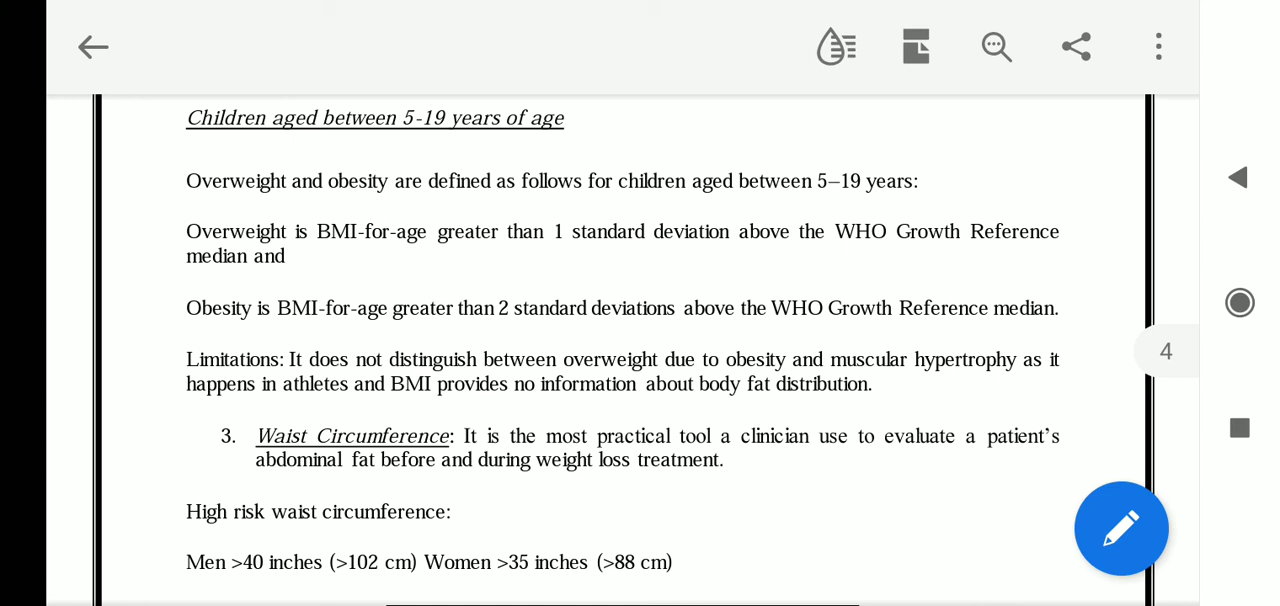 Children aged between 5-19 years of age
Overweight and obesity are defined as follows for children aged between 5–19 years:
Overweight is BMI-for-age greater than 1 standard deviation above the WHO Growth Reference
median and
Obesity is BMI-for-age greater than 2 standard deviations above the WHO Growth Reference median.
Limitations: It does not distinguish between overweight due to obesity and muscular hypertrophy as it
happens in athletes and BMI provides no information about body fat distribution.
4
3. Waist Circumference: It is the most practical tool a clinician use to evaluate a patient's
abdominal fat before and during weight loss treatment.
High risk waist circumference:
Men >40 inches (>102 cm) Women >35 inches (>88 cm)